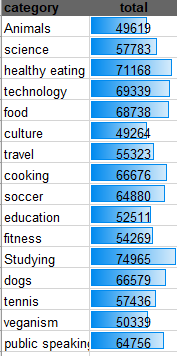 category total
Animals 49619
science 57783
healthy eating 71168
technology 69339
food 68738
culture 49264
travel 55323
cooking 66676
soccer 64880
education 52511
fitness 54269
Studying 74965
dogs 66579
tennis 57436
veganism 50339
public speaking 64756